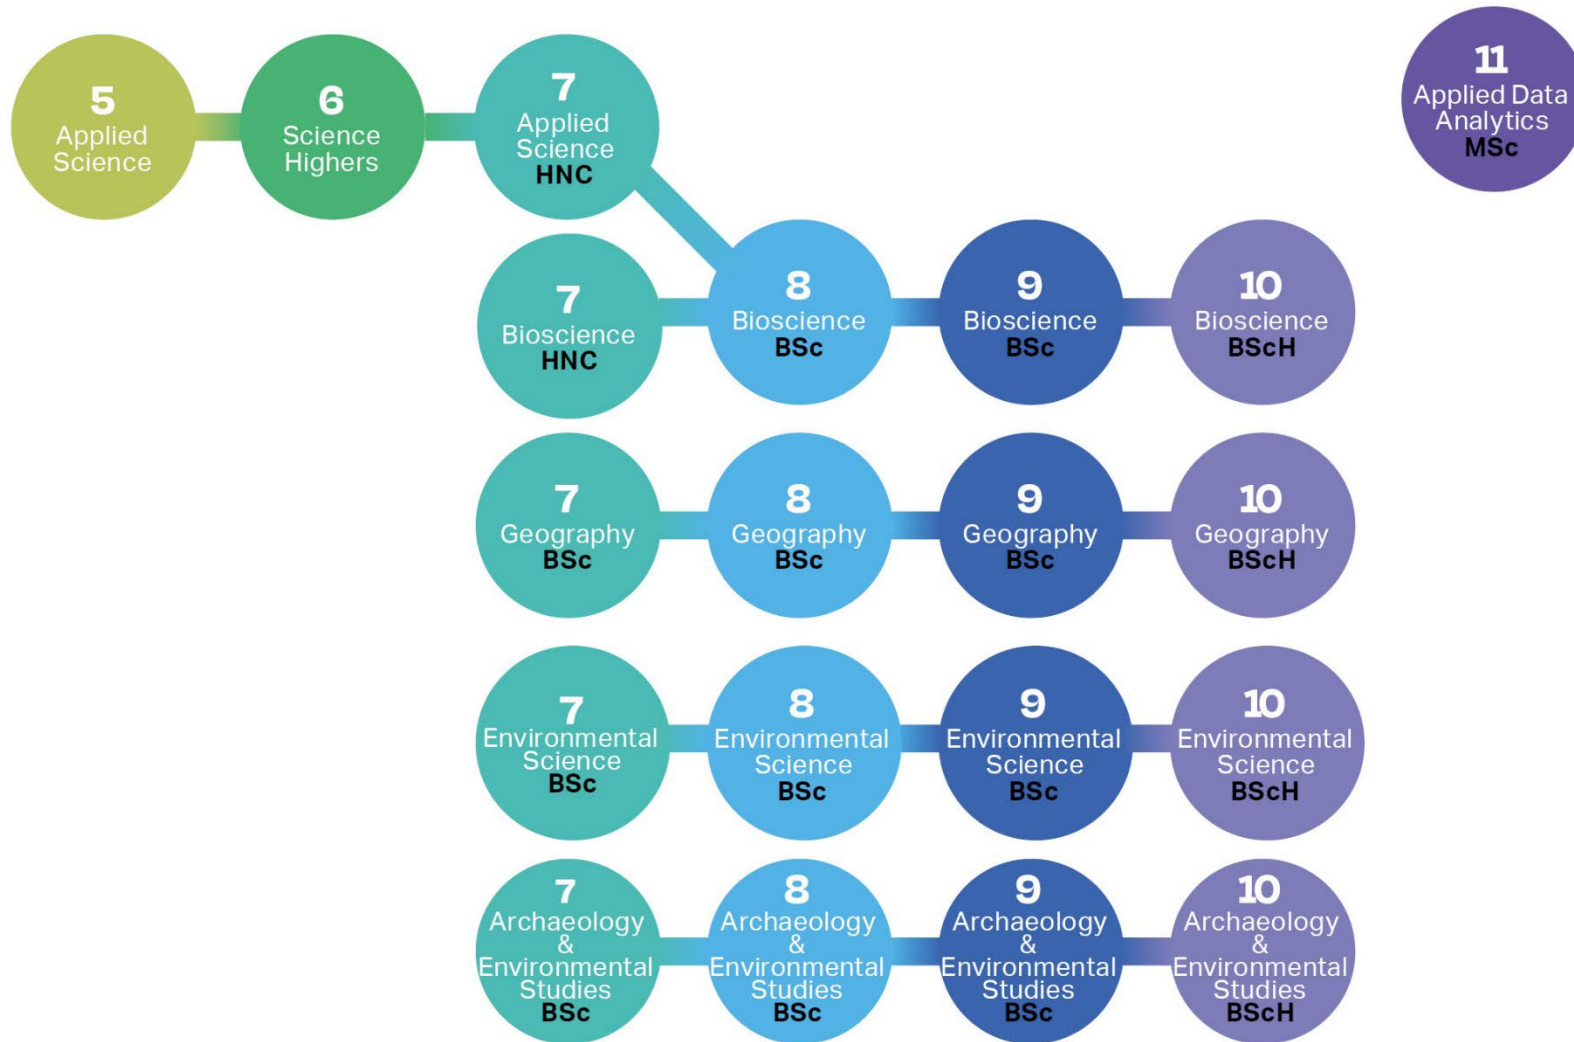 5
Applied
Science
6
Science
Highers
7
Applied
Science
HNC
11
Applied Data
Analytics
MSc
7
Bioscience
HNC
8
Bioscience
BSc
9
Bioscience
BSc
10
Bioscience
BScH
7
Geography
BSc
8
Geography
BSc
9
Geography
BSc
10
Geography
BScH
7
Environmental
Science
BSc
8
Environmental
Science
BSc
9
Environmental
Science
BSc
10
Environmental
Science
BScH
7
Archaeology
&
Environmental
Studies
BSc
8
Archaeology
&
Environmental
Studies
BSc
9
Archaeology
&
Environmental
Studies
BSc
10
Archaeology
&
Environmental
Studies
BScH